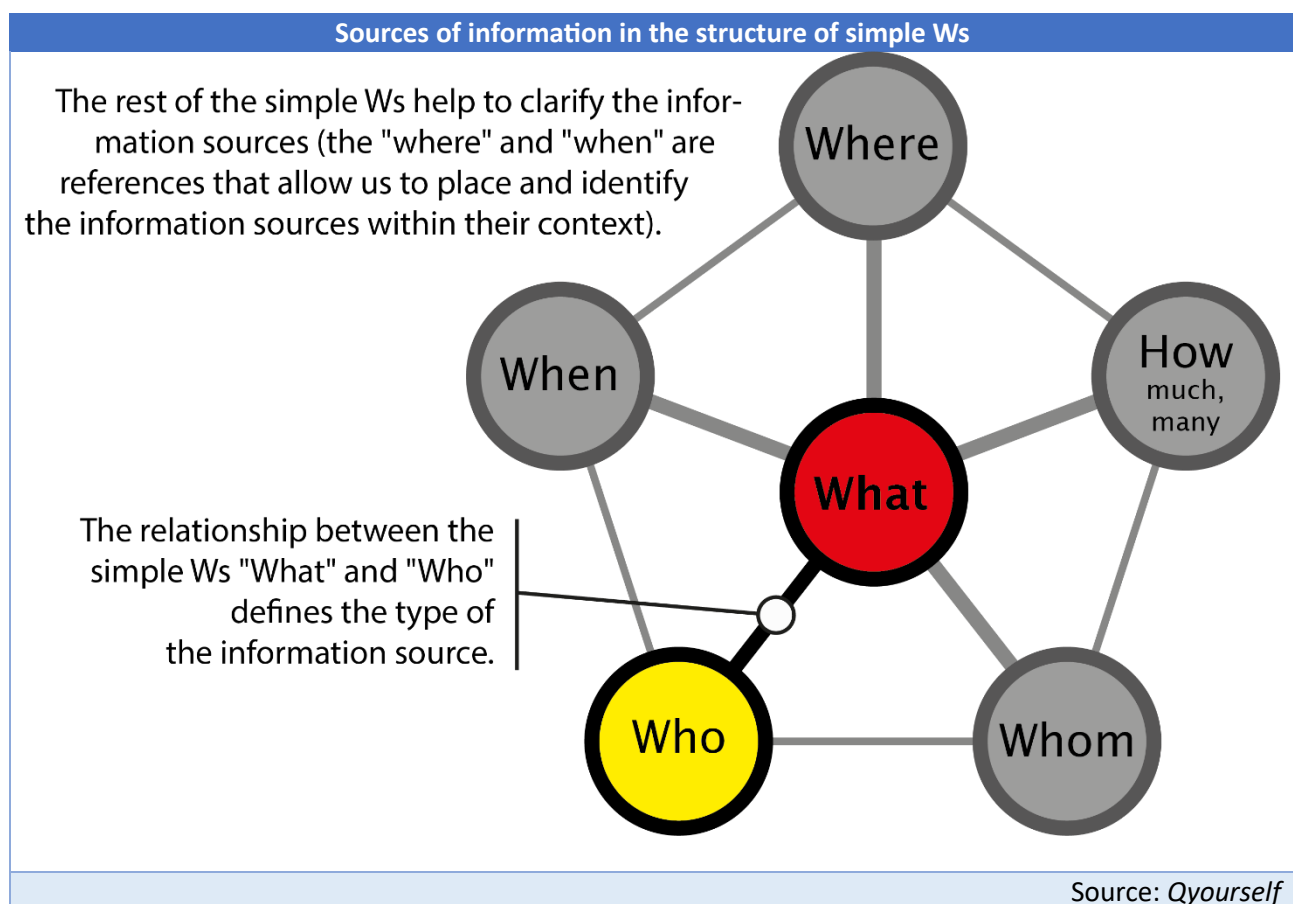 Sources of information in the structure of simple Ws
The rest of the simple Ws help to clarify the infor-
mation sources (the "where" and "when" are
references that allow us to place and identify
the information sources within their context).
Where
When
How
much,
many
What
The relationship between the
simple Ws "What" and "Who"
defines the type of
the information source.
Who
Whom
Source: Qyourself